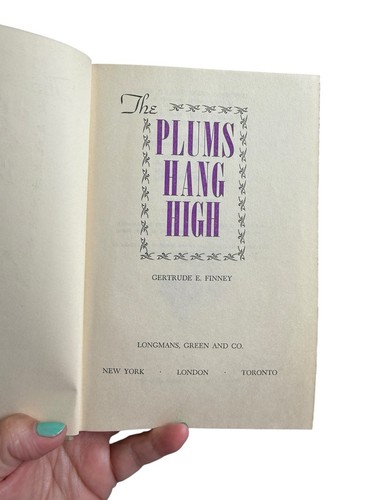 The
PLUMS
HANG
HIGH
GERTRUDE E. FINNEY
LONGMANS, GREEN AND CO.
NEW YORK · LONDON · TORONTO